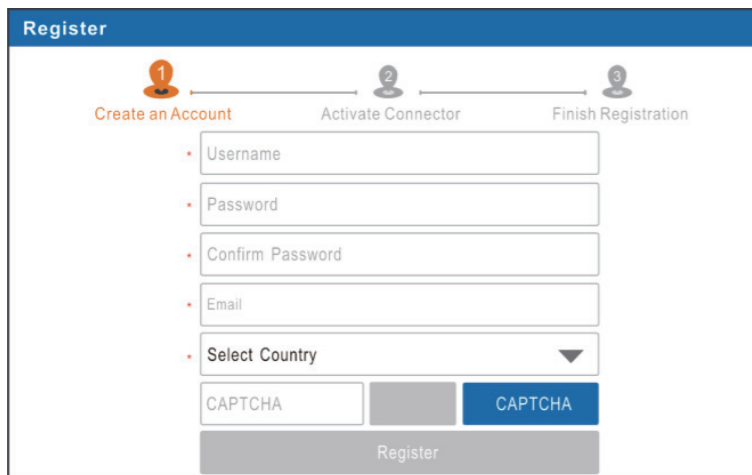 Register
1 2 3
Create an Account Activate Connector Finish Registration
* Username
* Password
* Confirm Password
* Email
* Select Country
CAPTCHA CAPTCHA
Register